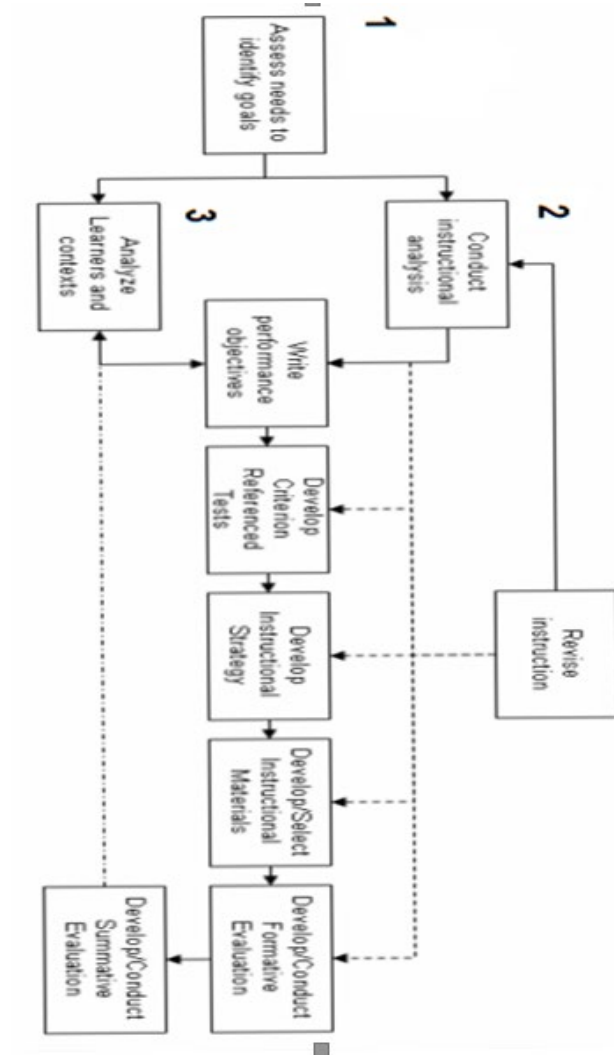 1
Assess needs to
identify goals
2
Conduct
instructional
analysis
3
Analyze
Learners and
contexts
Revise
instruction
Write
performance
objectives
Develop
Criterion
Referenced
Tests
Develop
Instructional
Strategy
Develop/Select
Instructional
Materials
Develop/Conduct
Formative
Evaluation
Develop/Conduct
Summative
Evaluation